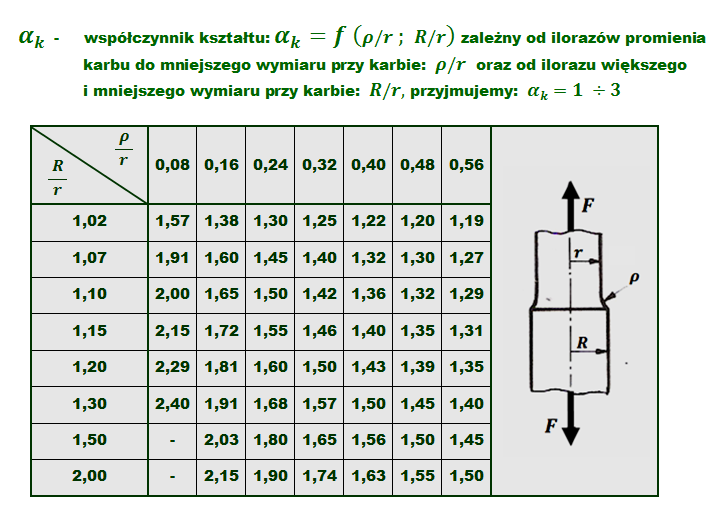 αₖ - współczynnik kształtu: αₖ = f (ρ/r ; R/r) zależny od ilorazów promienia
karbu do mniejszego wymiaru przy karbie: ρ/r oraz od ilorazu większego
i mniejszego wymiaru przy karbie: R/r, przyjmujemy: αₖ = 1 ÷ 3
R/r ρ/r 0,08 0,16 0,24 0,32 0,40 0,48 0,56
1,02 1,57 1,38 1,30 1,25 1,22 1,20 1,19
1,07 1,91 1,60 1,45 1,40 1,32 1,30 1,27
1,10 2,00 1,65 1,50 1,42 1,36 1,32 1,29
1,15 2,15 1,72 1,55 1,46 1,40 1,35 1,31
1,20 2,29 1,81 1,60 1,50 1,43 1,39 1,35
1,30 2,40 1,91 1,68 1,57 1,50 1,45 1,40
1,50 - 2,03 1,80 1,65 1,56 1,50 1,45
2,00 - 2,15 1,90 1,74 1,63 1,55 1,50
F
r
ρ
R
F